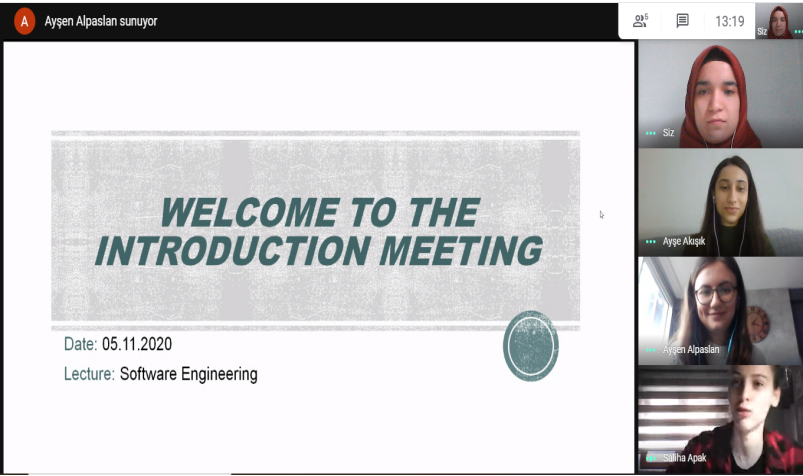 A Ayşen Alpaslan sunuyor
5
13:19
Siz
Siz
Ayşe Akışık
Ayşen Alpaslan
Saliha Apak
WELCOME TO THE
INTRODUCTION MEETING
Date: 05.11.2020
Lecture: Software Engineering